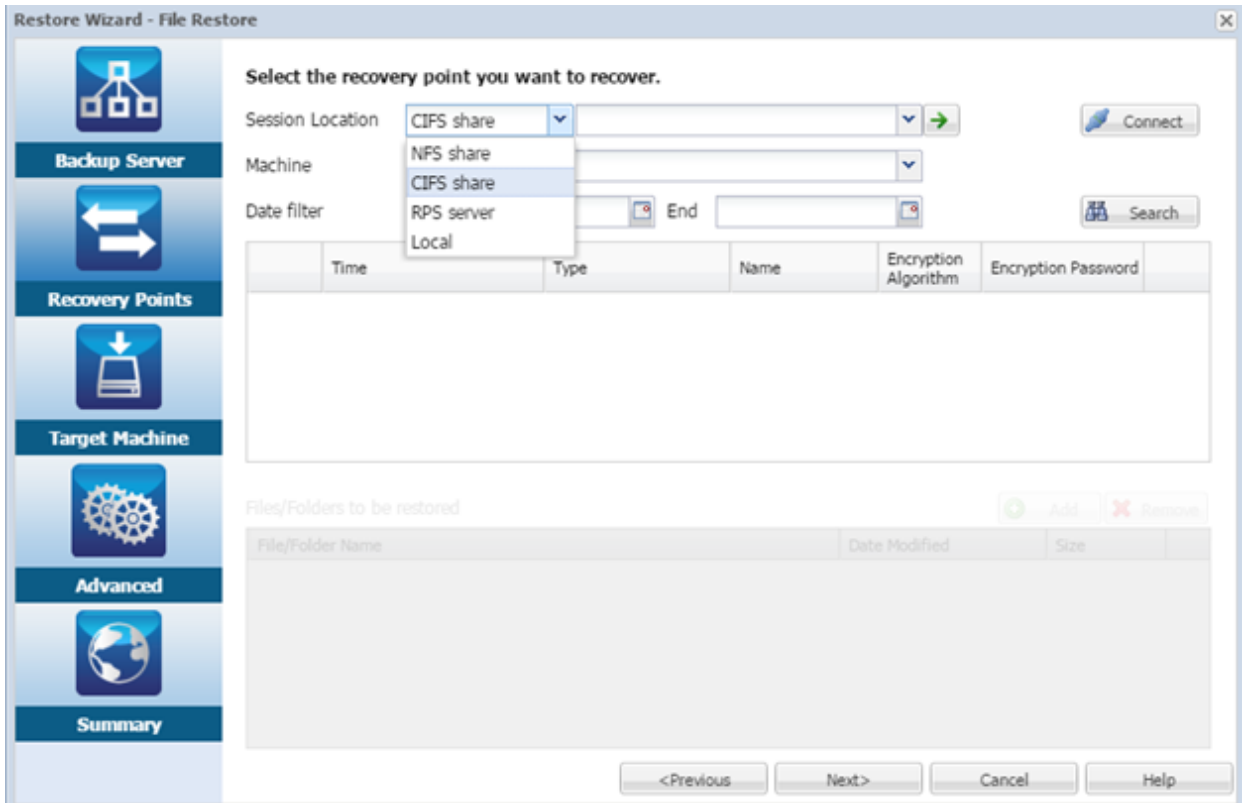 Restore Wizard - File Restore
Backup Server
Recovery Points
Target Machine
Advanced
Summary
Select the recovery point you want to recover.
Session Location CIFS share Connect
NFS share
CIFS share
RPS server
Local
Machine
Date filter End Search
Time Type Name Encryption Algorithm Encryption Password
Files/Folders to be restored Add Remove
File/Folder Name Date Modified Size
<Previous Next> Cancel Help